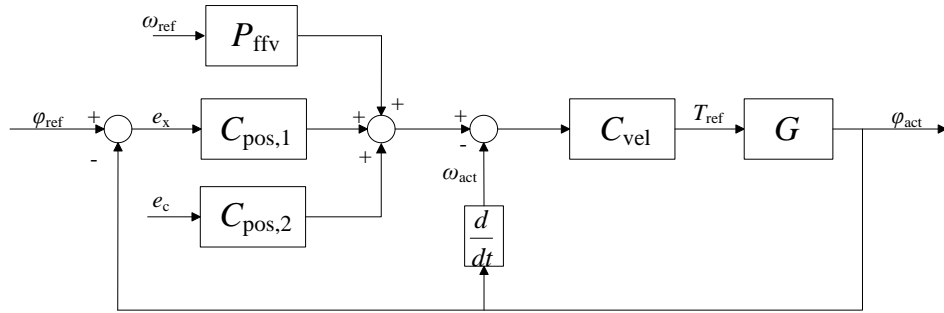 ω_ref
P_ffv
+
φ_ref
+
e_x
C_pos,1
+
+
-
C_vel
T_ref
G
φ_act
-
+
ω_act
e_c
C_pos,2
d
dt